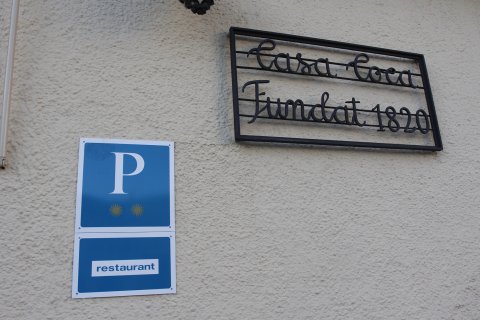 Casa Coca
Fundat 1820
P
restaurant